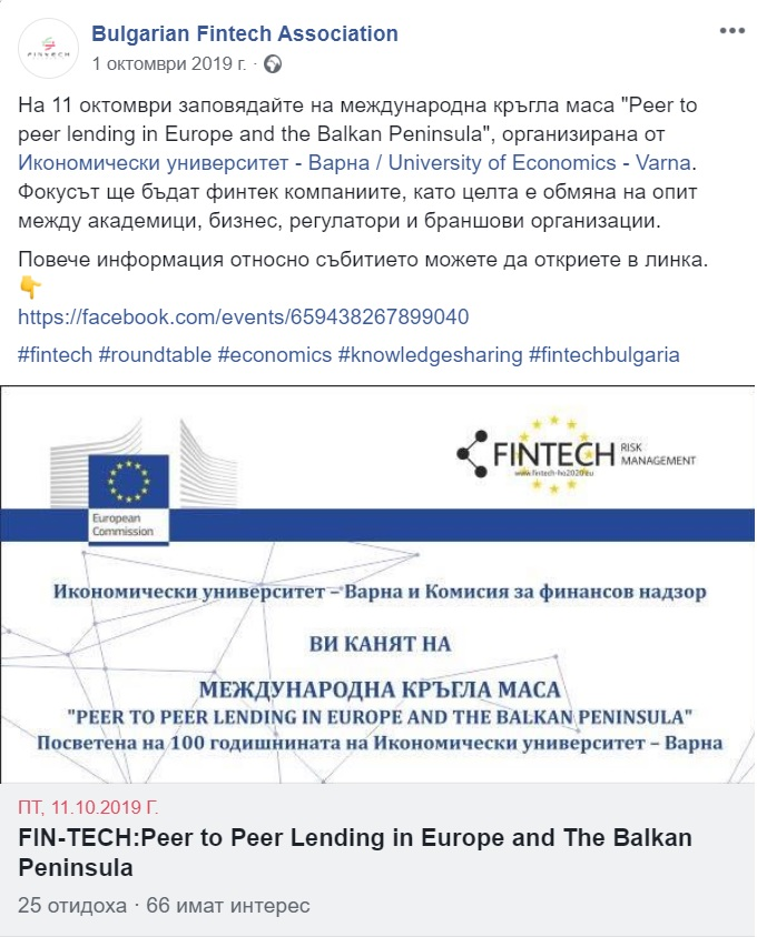 Bulgarian Fintech Association
1 октомври 2019 г. ·
На 11 октомври заповядайте на международна кръгла маса "Peer to
peer lending in Europe and the Balkan Peninsula", организирана от
Икономически университет - Варна / University of Economics - Varna.
Фокусът ще бъдат финтек компаниите, като целта е обмяна на опит
между академици, бизнес, регулатори и браншови организации.
Повече информация относно събитието можете да откриете в линка.
👇
https://facebook.com/events/659438267899040
#fintech #roundtable #economics #knowledgesharing #fintechbulgaria
FINTECH RISK
MANAGEMENT
www.fintech-ho2020.eu
European
Commission
Икономически университет – Варна и Комисия за финансов надзор
ВИ КАНЯТ НА
МЕЖДУНАРОДНА КРЪГЛА МАСА
"PEER TO PEER LENDING IN EUROPE AND THE BALKAN PENINSULA"
Посветена на 100 годишнината на Икономически университет – Варна
ПТ, 11.10.2019 Г.
FIN-TECH:Peer to Peer Lending in Europe and The Balkan
Peninsula
25 отидоха · 66 имат интерес